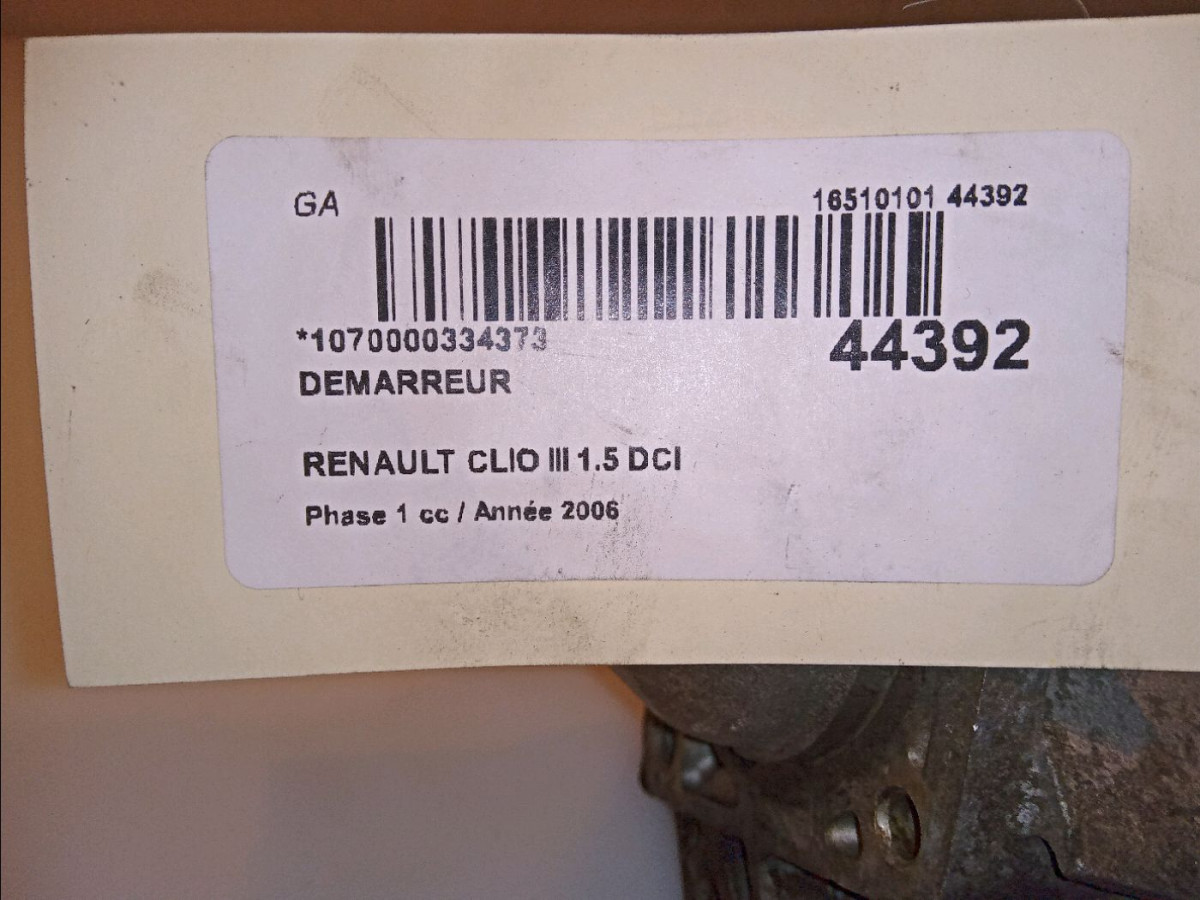 GA
16510101 44392
*1070000334373
44392
DEMARREUR
RENAULT CLIO III 1.5 DCI
Phase 1 cc / Année 2006